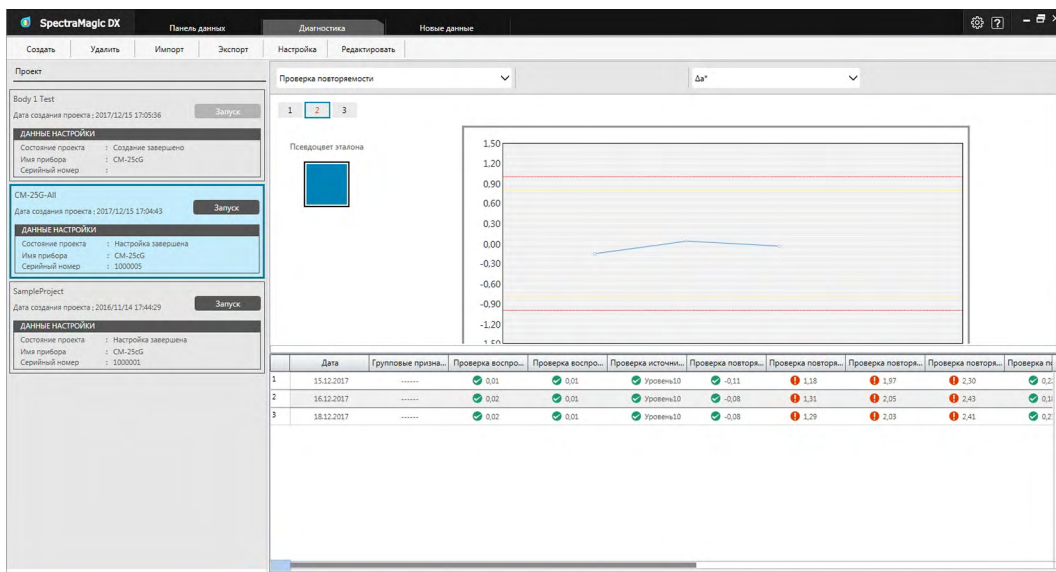 SpectraMagic DX Панель данных Диагностика Новые данные
Создать Удалить Импорт Экспорт Настройка Редактировать
Проект
Body 1 Test
Дата создания проекта : 2017/12/15 17:05:36 Запуск
ДАННЫЕ НАСТРОЙКИ
Состояние проекта : Создание завершено
Имя прибора : CM-25cG
Серийный номер :
CM-25G-All
Дата создания проекта : 2017/12/15 17:04:43 Запуск
ДАННЫЕ НАСТРОЙКИ
Состояние проекта : Настройка завершена
Имя прибора : CM-25cG
Серийный номер : 1000005
SampleProject
Дата создания проекта : 2016/11/14 17:44:29 Запуск
ДАННЫЕ НАСТРОЙКИ
Состояние проекта : Настройка завершена
Имя прибора : CM-25cG
Серийный номер : 1000001
Проверка повторяемости Δa*
1 2 3
Псевдоцвет эталона
1,50
1,20
0,90
0,60
0,30
0,00
-0,30
-0,60
-0,90
-1,20
-1,50
Дата Групповые призна... Проверка воспро... Проверка воспро... Проверка источни... Проверка повторя... Проверка повторя... Проверка повторя... Проверка повторя... Проверка п
1 15.12.2017 ------ 0,01 0,01 Уровень10 -0,11 1,18 1,97 2,30 0,2
2 16.12.2017 ------ 0,02 0,01 Уровень10 -0,08 1,31 2,05 2,43 0,1
3 18.12.2017 ------ 0,02 0,01 Уровень10 -0,08 1,29 2,03 2,41 0,2